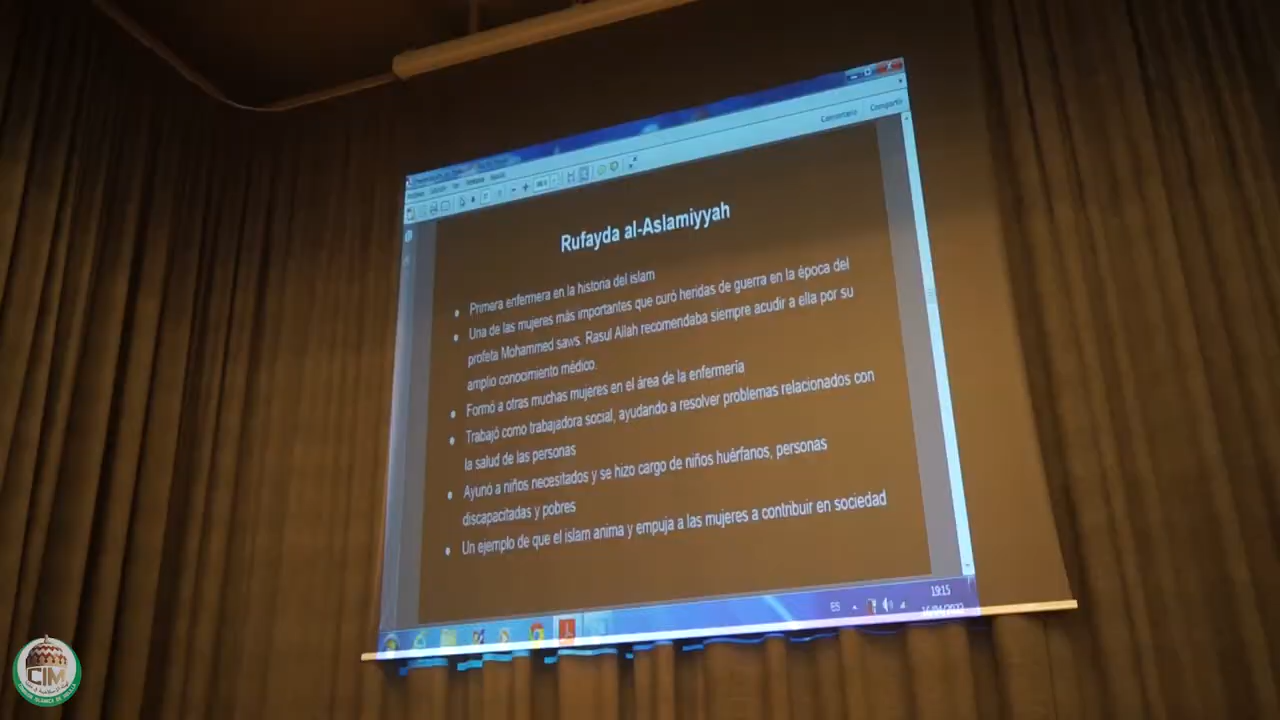 Comentario Compartir
Rufayda al-Aslamiyyah
• Primera enfermera en la historia del islam
• Una de las mujeres más importantes que curó heridas de guerra en la época del
profeta Mohammed saws. Rasul Allah recomendaba siempre acudir a ella por su
amplio conocimiento médico.
• Formó a otras muchas mujeres en el área de la enfermería
• Trabajó como trabajadora social, ayudando a resolver problemas relacionados con
la salud de las personas
• Ayunó a niños necesitados y se hizo cargo de niños huérfanos, personas
discapacitadas y pobres
• Un ejemplo de que el islam anima y empuja a las mujeres a contribuir en sociedad
ES
19:15
16/04/2022
CIM